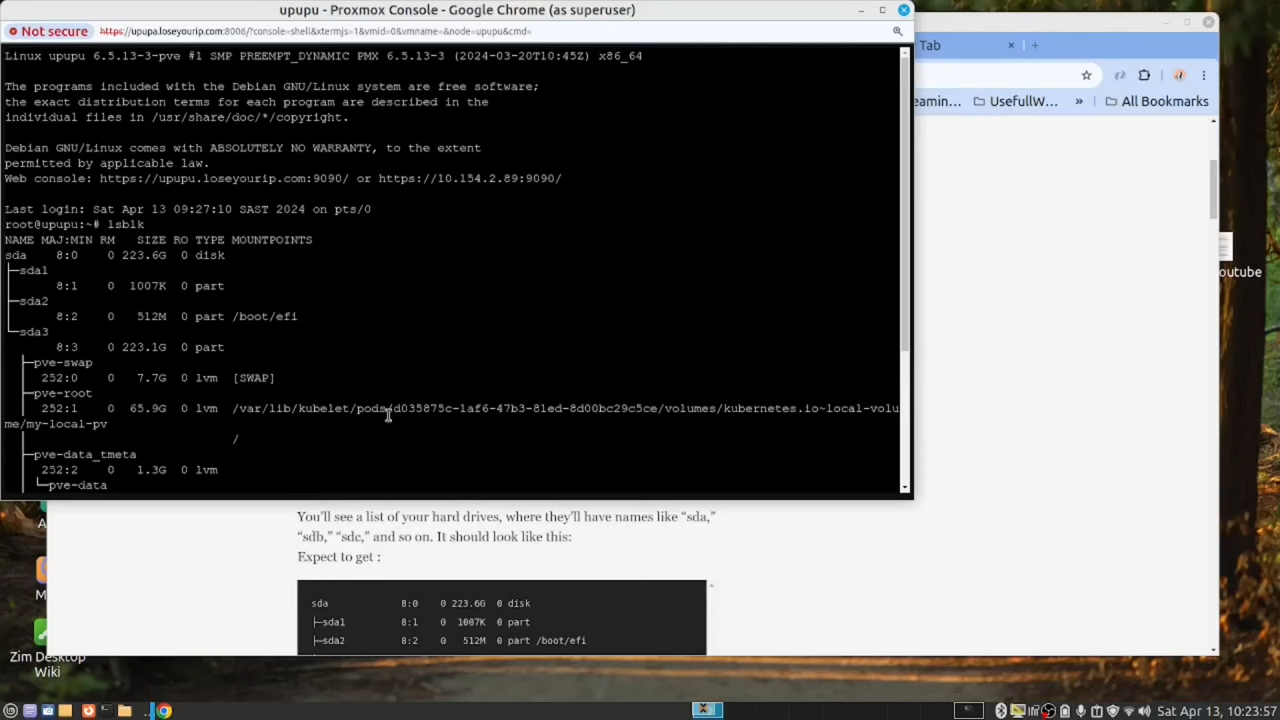 upupu - Proxmox Console - Google Chrome (as superuser)
Not secure
https://upupa.loseyourip.com:8006/?console=shell&xtermjs=1&vmid=0&vmname=&node=upupu&cmd=
Linux upupu 6.5.13-3-pve #1 SMP PREEMPT_DYNAMIC PMX 6.5.13-3 (2024-03-20T10:45Z) x86_64
The programs included with the Debian GNU/Linux system are free software;
the exact distribution terms for each program are described in the
individual files in /usr/share/doc/*/copyright.
Debian GNU/Linux comes with ABSOLUTELY NO WARRANTY, to the extent
permitted by applicable law.
Web console: https://upupu.loseyourip.com:9090/ or https://10.154.2.89:9090/
Last login: Sat Apr 13 09:27:10 SAST 2024 on pts/0
root@upupu:~# lsblk
NAME MAJ:MIN RM SIZE RO TYPE MOUNTPOINTS
sda 8:0 0 223.6G 0 disk
├─sda1
8:1 0 1007K 0 part
├─sda2
8:2 0 512M 0 part /boot/efi
└─sda3
8:3 0 223.1G 0 part
├─pve-swap
252:0 0 7.7G 0 lvm [SWAP]
├─pve-root
252:1 0 65.9G 0 lvm /var/lib/kubelet/pods/d035875c-1af6-47b3-81ed-8d00bc29c5ce/volumes/kubernetes.io~local-volu
me/my-local-pv
/
├─pve-data_tmeta
252:2 0 1.3G 0 lvm
└─pve-data
Tab
eamin...
UsefullW...
»
All Bookmarks
outube
You'll see a list of your hard drives, where they'll have names like “sda,”
“sdb,” “sdc,” and so on. It should look like this:
Expect to get :
sda 8:0 0 223.6G 0 disk
├─sda1 8:1 0 1007K 0 part
├─sda2 8:2 0 512M 0 part /boot/efi
A
M
Zim Desktop
Wiki
Sat Apr 13, 10:23:57